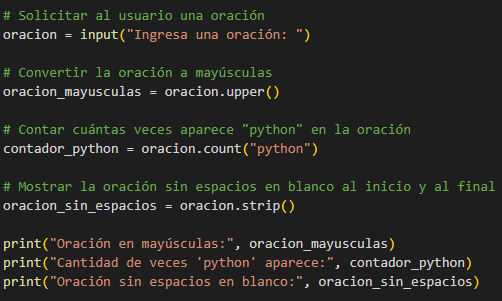 # Solicitar al usuario una oración
oracion = input("Ingresa una oración: ")
# Convertir la oración a mayúsculas
oracion_mayusculas = oracion.upper()
# Contar cuántas veces aparece "python" en la oración
contador_python = oracion.count("python")
# Mostrar la oración sin espacios en blanco al inicio y al final
oracion_sin_espacios = oracion.strip()
print("Oración en mayúsculas:", oracion_mayusculas)
print("Cantidad de veces 'python' aparece:", contador_python)
print("Oración sin espacios en blanco:", oracion_sin_espacios)